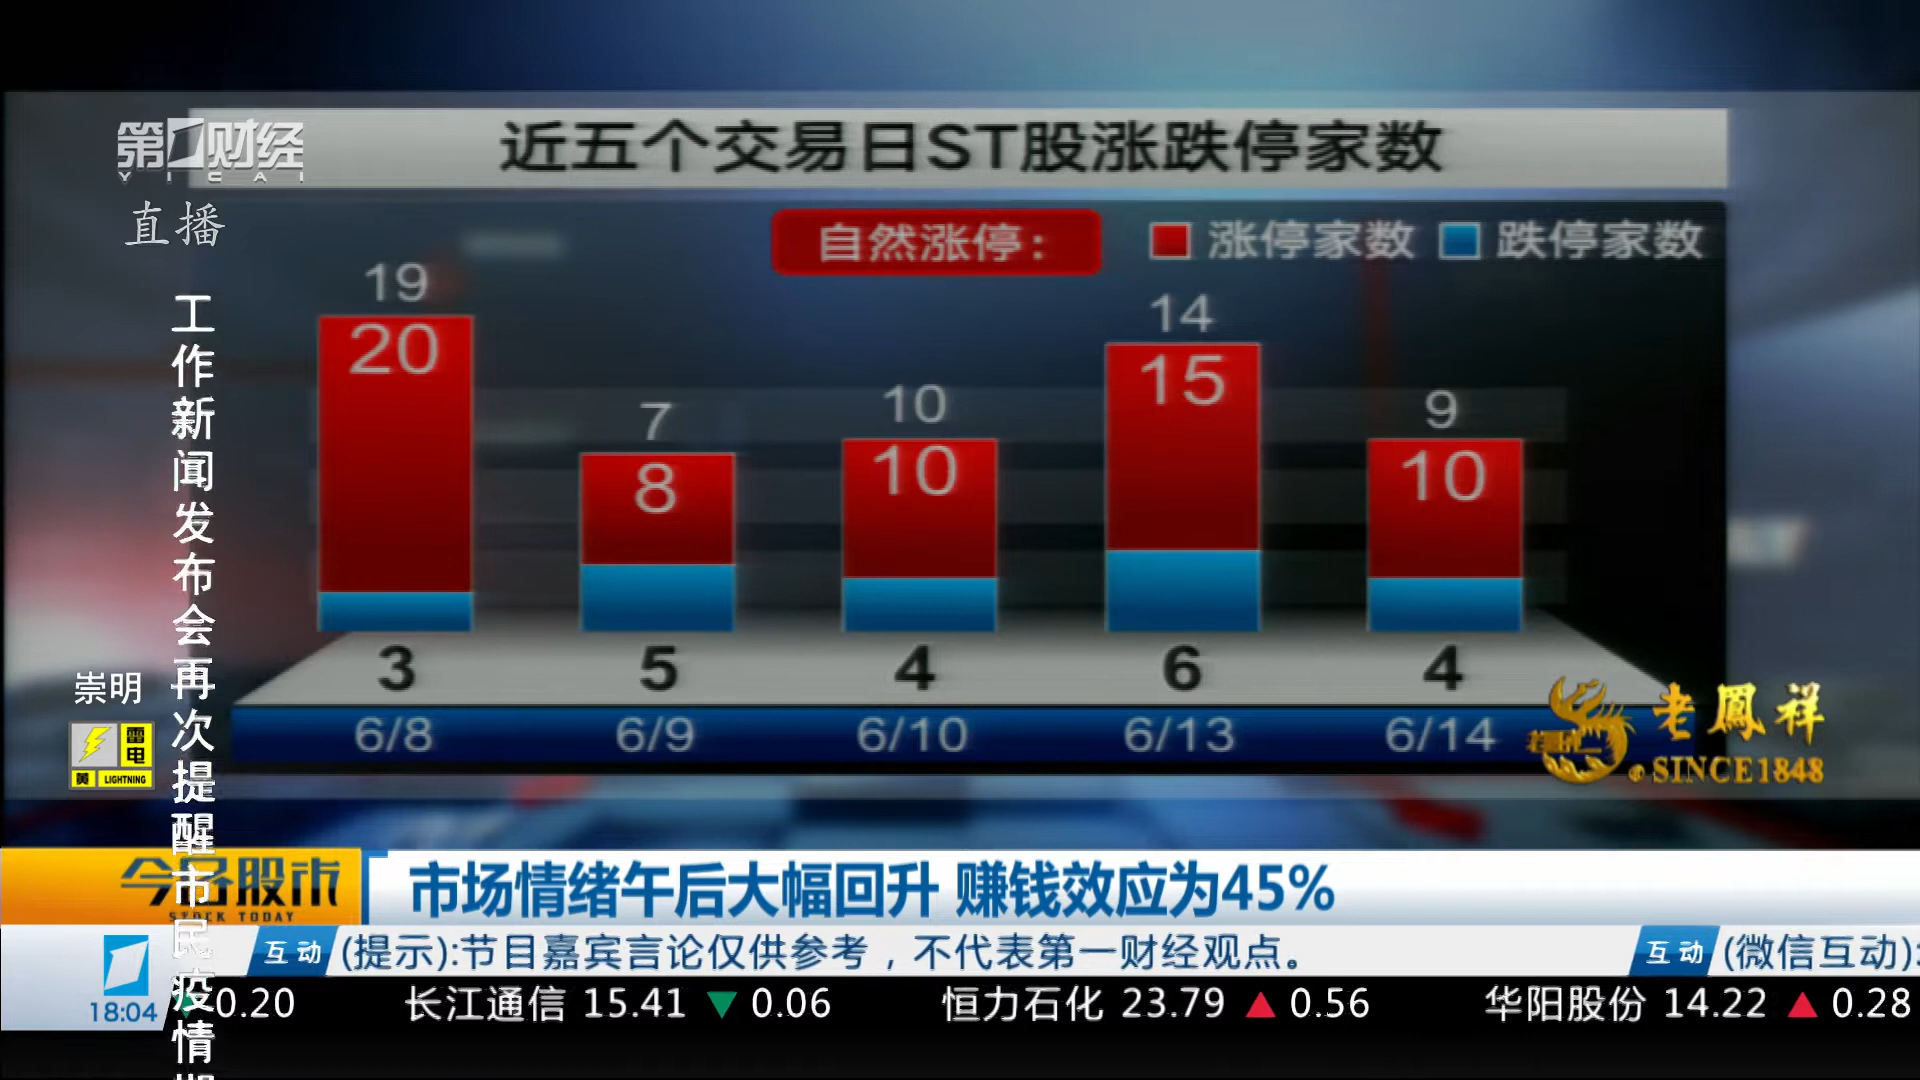 第1财经
YICAI
直播
近五个交易日ST股涨跌停家数
自然涨停:
涨停家数
跌停家数
19
20
7
8
10
10
14
15
9
10
3
5
4
6
4
6/8
6/9
6/10
6/13
6/14
工作新闻发布会再次提醒市民疫情期
崇明
雷电
黄 LIGHTNING
老鳳祥
SINCE1848
今日股市
STOCK TODAY
市场情绪午后大幅回升 赚钱效应为45%
互动 (提示):节目嘉宾言论仅供参考，不代表第一财经观点。 互动 (微信互动):
18:04
▼0.20 长江通信 15.41 ▼ 0.06 恒力石化 23.79 ▲ 0.56 华阳股份 14.22 ▲ 0.28